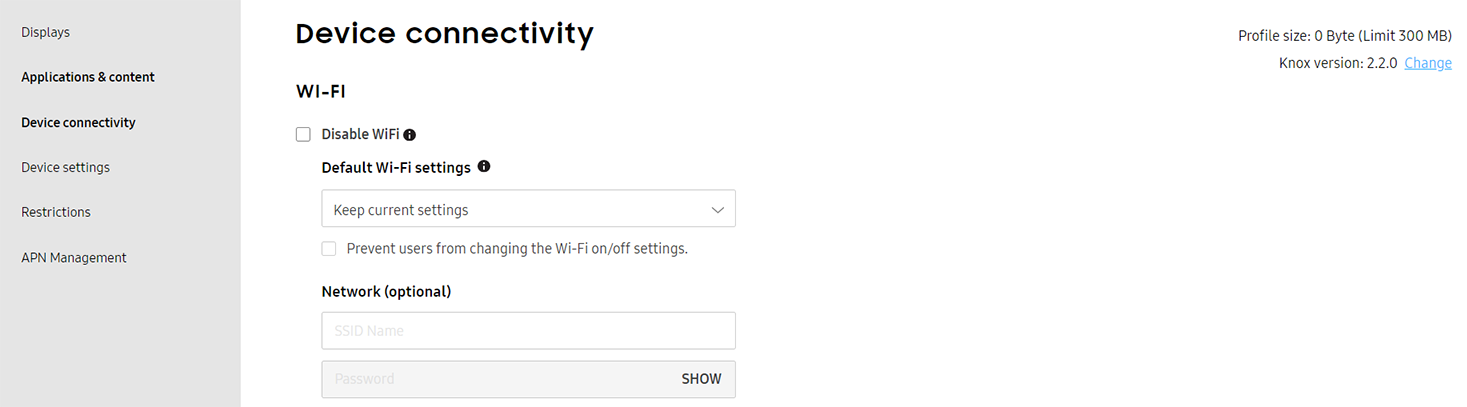 Displays
Applications & content
Device connectivity
Device settings
Restrictions
APN Management
Device connectivity
Profile size: 0 Byte (Limit 300 MB)
Knox version: 2.2.0 Change
WI-FI
Disable WiFi
Default Wi-Fi settings
Keep current settings
Prevent users from changing the Wi-Fi on/off settings.
Network (optional)
SSID Name
Password SHOW